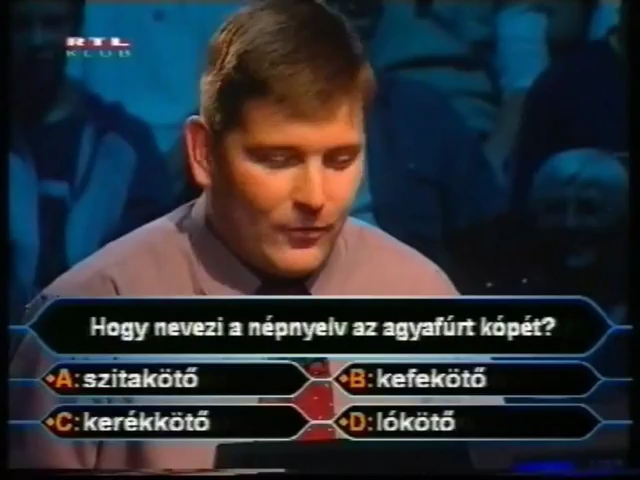 RTL
KLUB
Hogy nevezi a népnyelv az agyafúrt kópét?
A: szitakötő
B: kefekötő
C: kerékkötő
D: lókötő